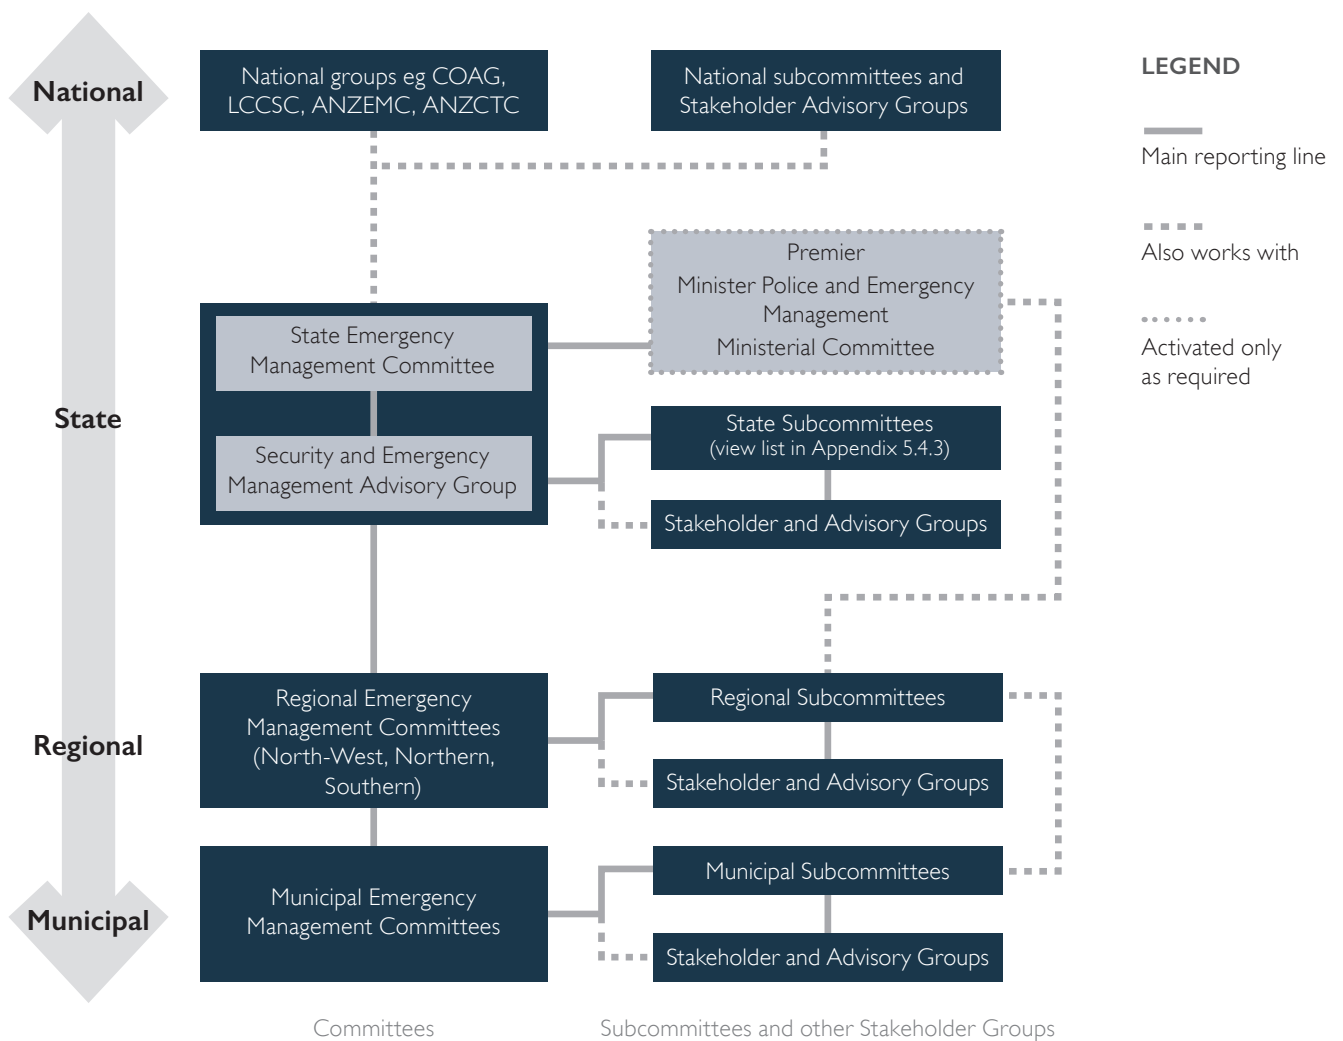 National
National groups eg COAG,
LCCSC, ANZEMC, ANZCTC
National subcommittees and
Stakeholder Advisory Groups
LEGEND
Main reporting line
Also works with
Activated only
as required
Premier
Minister Police and Emergency
Management
Ministerial Committee
State
State Emergency
Management Committee
Security and Emergency
Management Advisory Group
State Subcommittees
(view list in Appendix 5.4.3)
Stakeholder and Advisory Groups
Regional
Regional Emergency
Management Committees
(North-West, Northern,
Southern)
Regional Subcommittees
Stakeholder and Advisory Groups
Municipal
Municipal Emergency
Management Committees
Municipal Subcommittees
Stakeholder and Advisory Groups
Committees
Subcommittees and other Stakeholder Groups